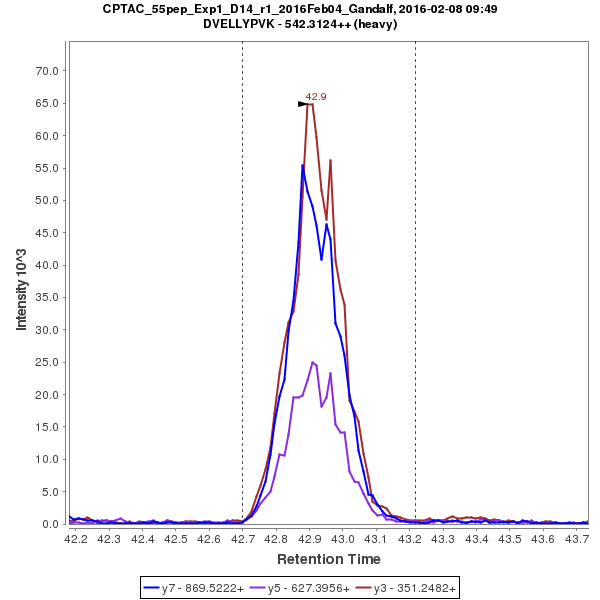 CPTAC_55pep_Exp1_D14_r1_2016Feb04_Gandalf, 2016-02-08 09:49
DVELLYPVK - 542.3124++ (heavy)
42.9
70.0
65.0
60.0
55.0
50.0
45.0
40.0
35.0
30.0
25.0
20.0
15.0
10.0
5.0
0.0
Intensity 10^3
42.2 42.3 42.4 42.5 42.6 42.7 42.8 42.9 43.0 43.1 43.2 43.3 43.4 43.5 43.6 43.7
Retention Time
y7 - 869.5222+ y5 - 627.3956+ y3 - 351.2482+